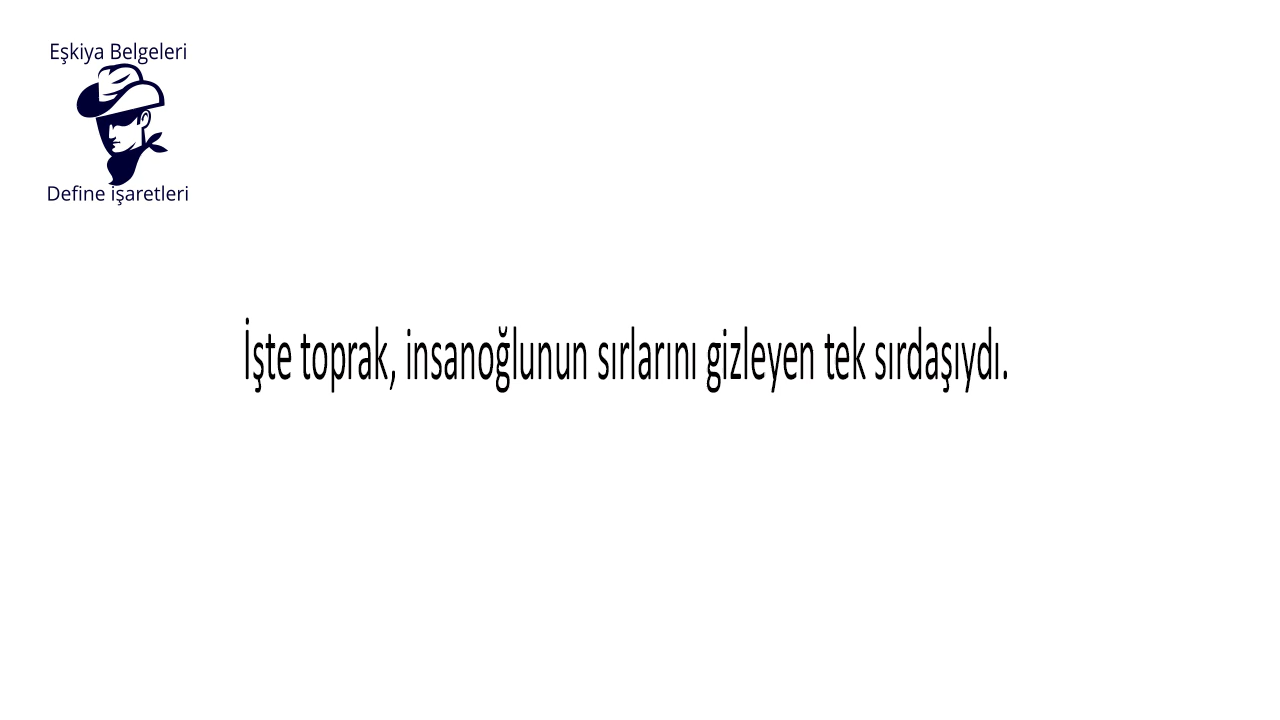 Eşkiya Belgeleri
Define işaretleri
İşte toprak, insanoğlunun sırlarını gizleyen tek sırdaşıydı.